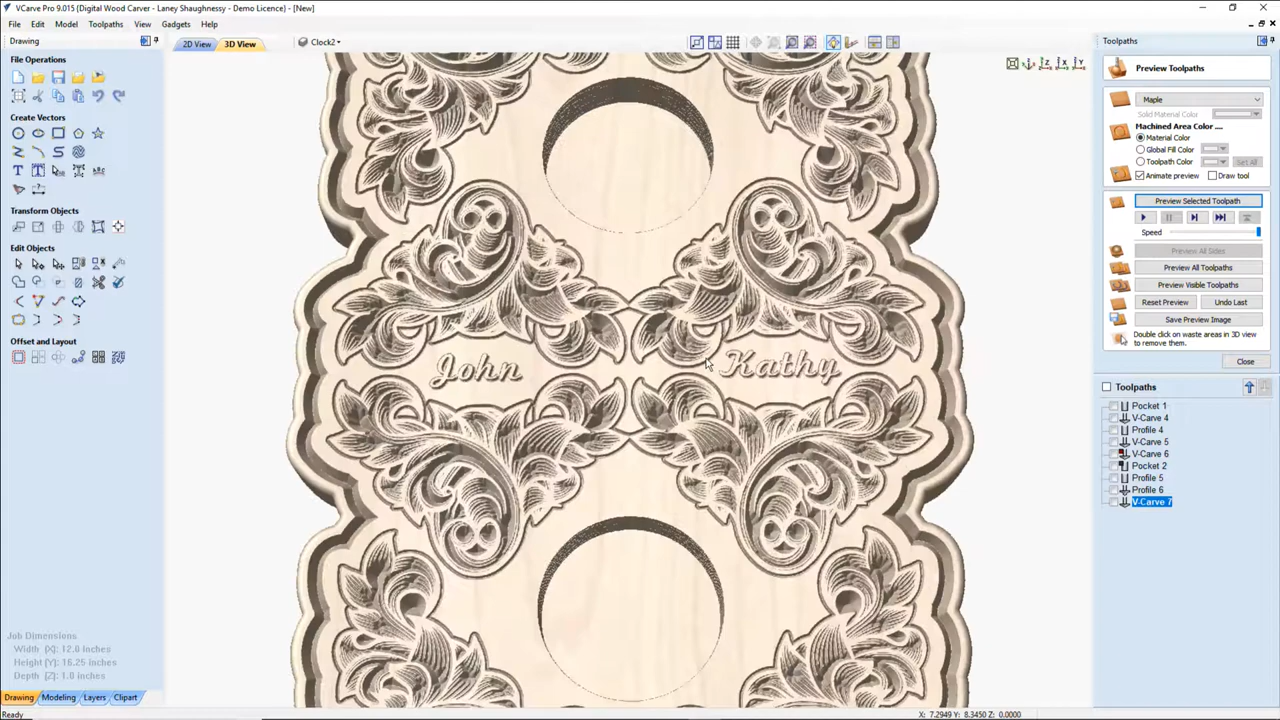 VCarve Pro 9.015 {Digital Wood Carver - Laney Shaughnessy - Demo Licence} - [New]
File Edit Model Toolpaths View Gadgets Help
Drawing
2D View 3D View Clock2
Toolpaths
File Operations
Create Vectors
Transform Objects
Edit Objects
Offset and Layout
Job Dimensions
Width (X): 12.0 inches
Height (Y): 16.25 inches
Depth (Z): 1.0 inches
Drawing Modeling Layers Clipart
Ready
John Kathy
Z X Y
Preview Toolpaths
Maple
Solid Material Color
Machined Area Color ....
Material Color
Global Fill Color
Toolpath Color Set All
Animate preview Draw tool
Preview Selected Toolpath
Speed
Preview All Sides
Preview All Toolpaths
Preview Visible Toolpaths
Reset Preview Undo Last
Save Preview Image
Double click on waste areas in 3D view
to remove them.
Close
Toolpaths
Pocket 1
V-Carve 4
Profile 4
V-Carve 5
V-Carve 6
Pocket 2
Profile 5
Profile 6
V-Carve 7
X: 7.2949 Y: 8.3450 Z: 0.0000